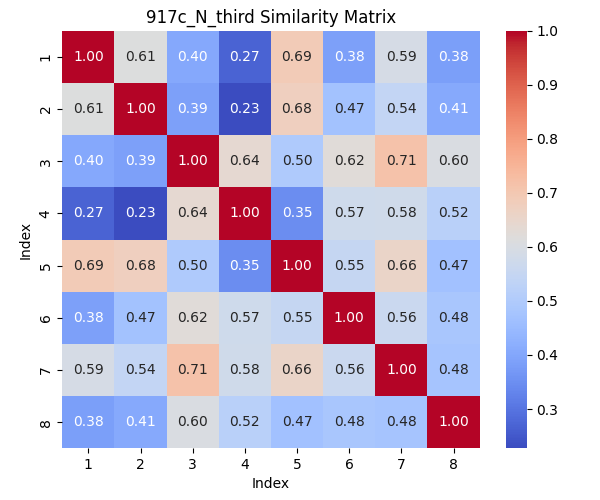 917c_N_third Similarity Matrix
1 1.00 0.61 0.40 0.27 0.69 0.38 0.59 0.38
2 0.61 1.00 0.39 0.23 0.68 0.47 0.54 0.41
3 0.40 0.39 1.00 0.64 0.50 0.62 0.71 0.60
4 0.27 0.23 0.64 1.00 0.35 0.57 0.58 0.52
5 0.69 0.68 0.50 0.35 1.00 0.55 0.66 0.47
6 0.38 0.47 0.62 0.57 0.55 1.00 0.56 0.48
7 0.59 0.54 0.71 0.58 0.66 0.56 1.00 0.48
8 0.38 0.41 0.60 0.52 0.47 0.48 0.48 1.00
1 2 3 4 5 6 7 8
Index
Index
1.0
0.9
0.8
0.7
0.6
0.5
0.4
0.3